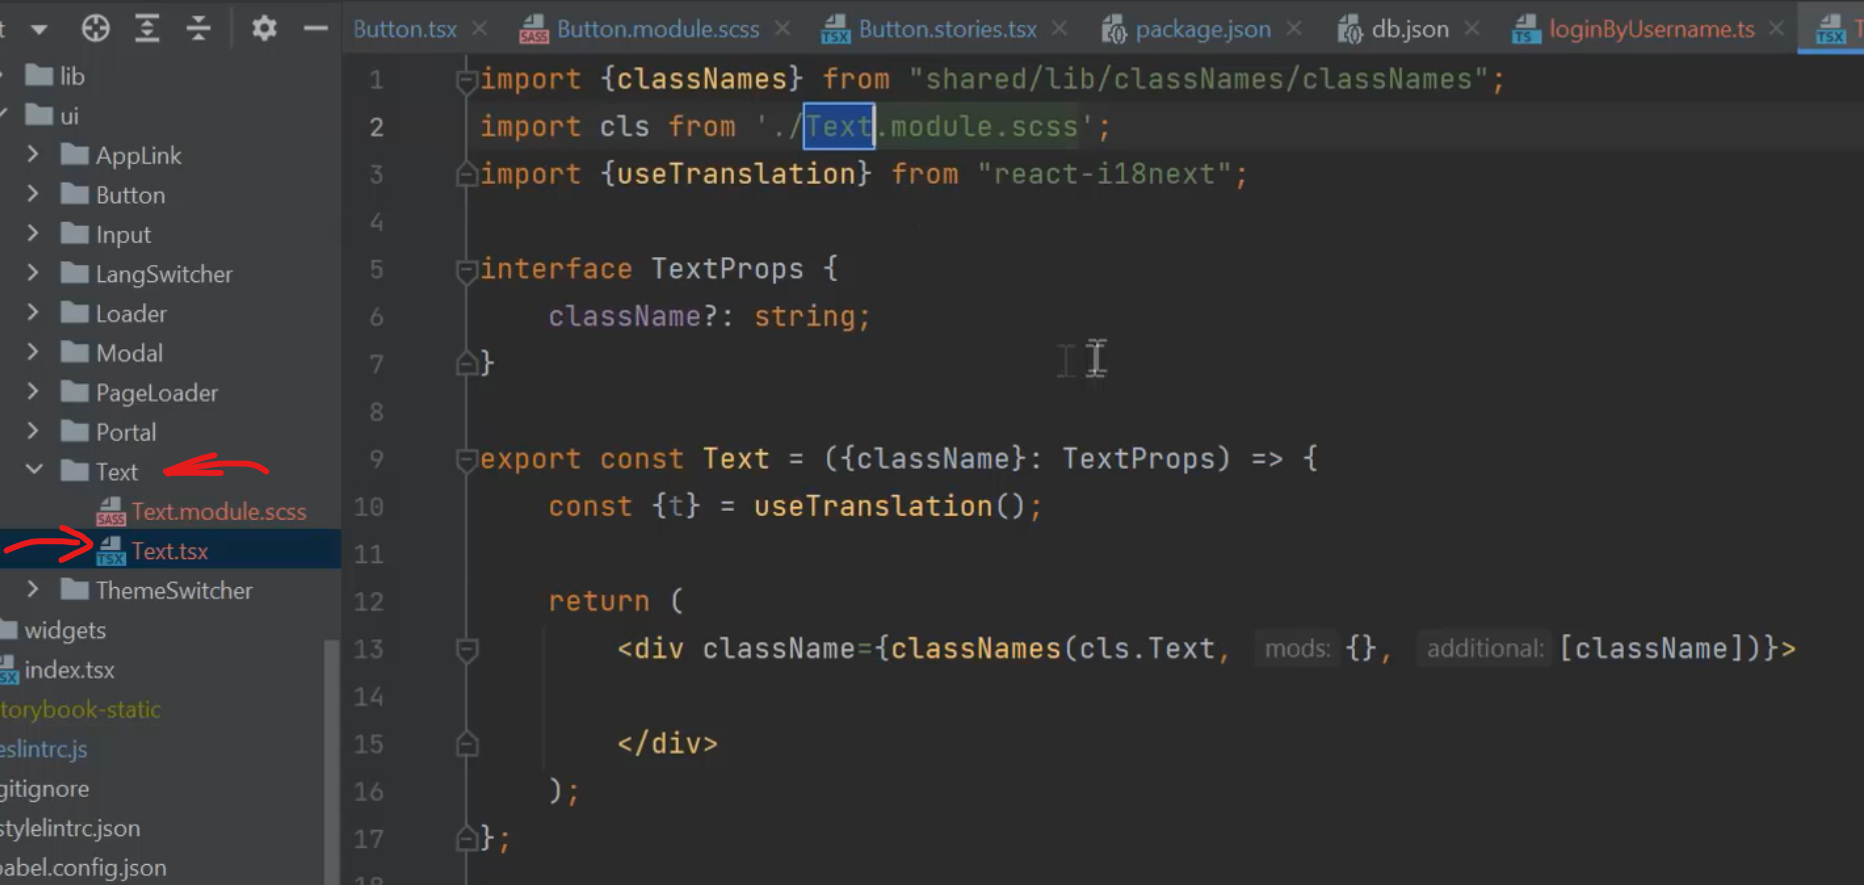 Button.tsx
Button.module.scss
Button.stories.tsx
package.json
db.json
loginByUsername.ts
lib
ui
AppLink
Button
Input
LangSwitcher
Loader
Modal
PageLoader
Portal
Text
SASS Text.module.scss
TSX Text.tsx
ThemeSwitcher
widgets
index.tsx
torybook-static
eslintrc.js
gitignore
stylelintrc.json
babel.config.json
1 import {classNames} from "shared/lib/classNames/classNames";
2 import cls from './Text.module.scss';
3 import {useTranslation} from "react-i18next";
4
5 interface TextProps {
6 className?: string;
7 }
8
9 export const Text = ({className}: TextProps) => {
10 const {t} = useTranslation();
11
12 return (
13 <div className={classNames(cls.Text, mods: {}, additional: [className])}>
14
15 </div>
16 );
17 };
18